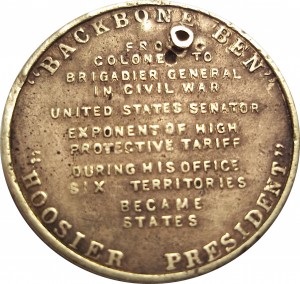 "BACKBONE BEN"
FROM
COLONEL TO
BRIGADIER GENERAL
IN CIVIL WAR
UNITED STATES SENATOR
EXPONENT OF HIGH
PROTECTIVE TARIFF
DURING HIS OFFICE
SIX TERRITORIES
BECAME
STATES
"HOOSIER PRESIDENT"